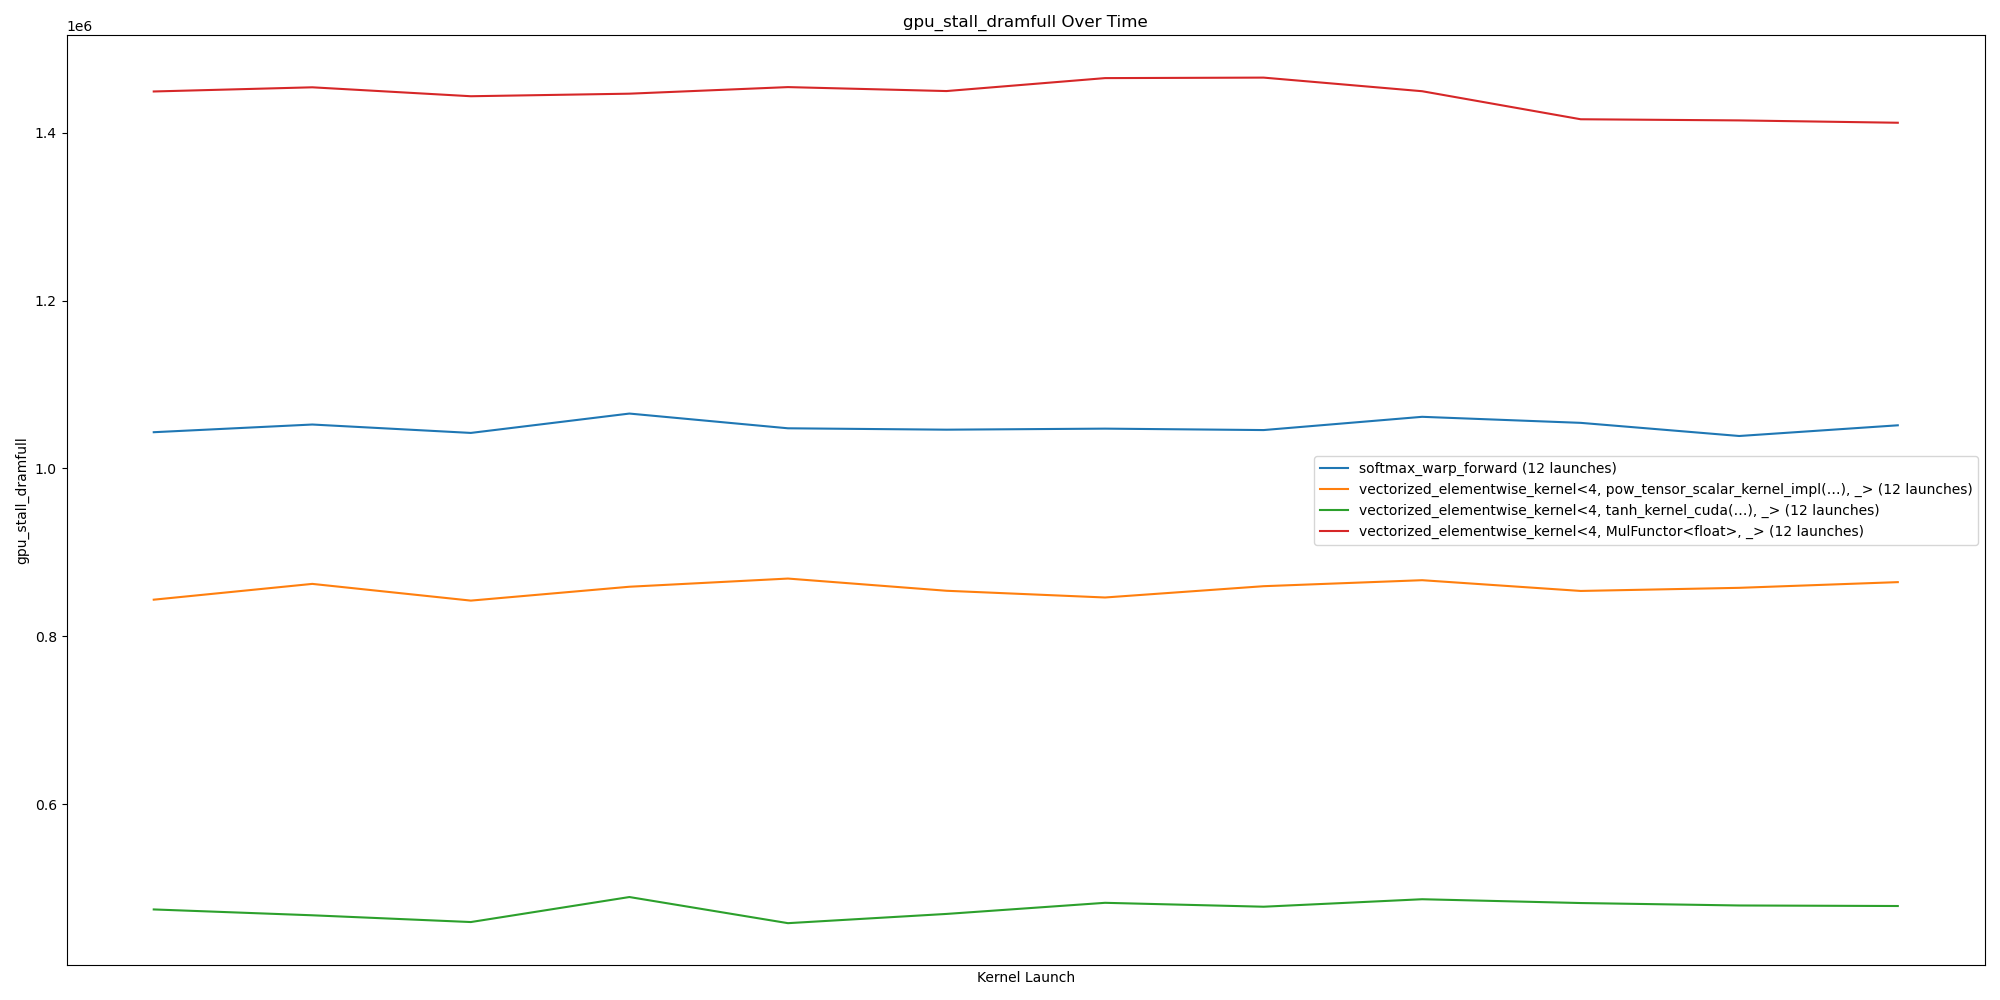 gpu_stall_dramfull Over Time
1e6
1.4
1.2
1.0
0.8
0.6
gpu_stall_dramfull
softmax_warp_forward (12 launches)
vectorized_elementwise_kernel<4, pow_tensor_scalar_kernel_impl(...), _> (12 launches)
vectorized_elementwise_kernel<4, tanh_kernel_cuda(...), _> (12 launches)
vectorized_elementwise_kernel<4, MulFunctor<float>, _> (12 launches)
Kernel Launch